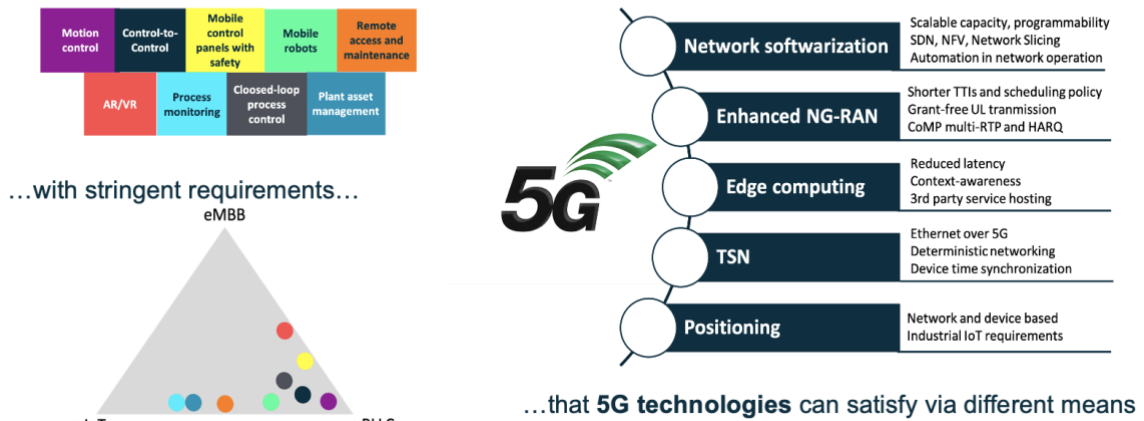 Motion
control
Control-to-
Control
Mobile
control
panels with
safety
Mobile
robots
Remote
access and
maintenance
AR/VR
Process
monitoring
Cloosed-loop
process
control
Plant asset
management
…with stringent requirements…
eMBB
5G
Network softwarization
Scalable capacity, programmability
SDN, NFV, Network Slicing
Automation in network operation
Enhanced NG-RAN
Shorter TTIs and scheduling policy
Grant-free UL tranmission
CoMP multi-RTP and HARQ
Edge computing
Reduced latency
Context-awareness
3rd party service hosting
TSN
Ethernet over 5G
Deterministic networking
Device time synchronization
Positioning
Network and device based
Industrial IoT requirements
…that 5G technologies can satisfy via different means